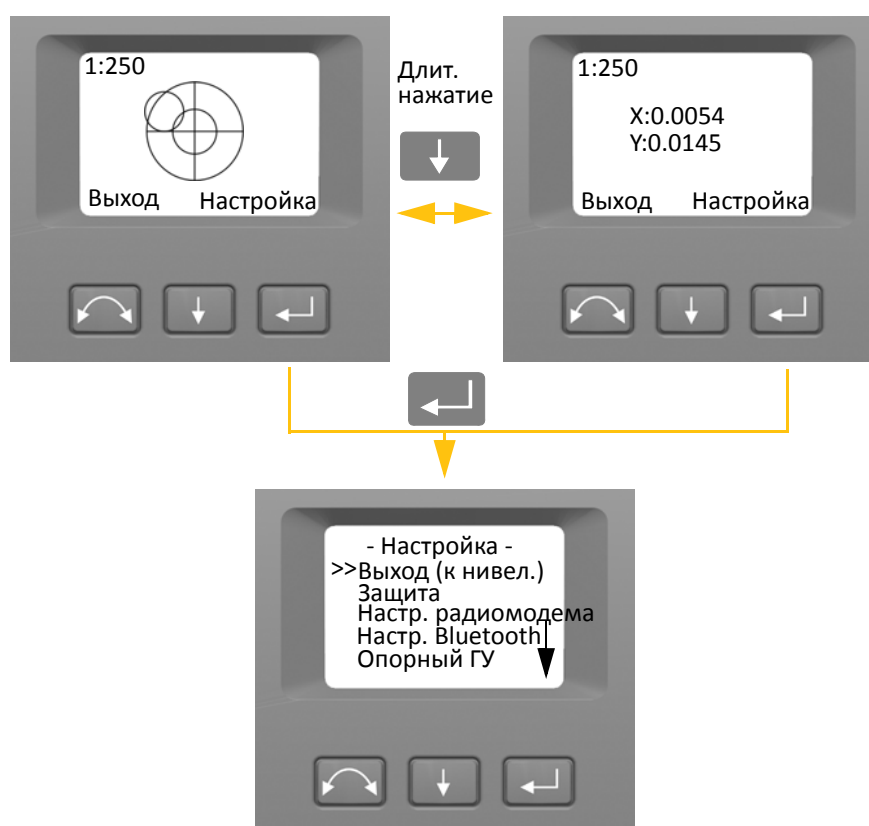 1:250
Выход Настройка
Длит.
нажатие
1:250
X:0.0054
Y:0.0145
Выход Настройка
- Настройка -
>>Выход (к нивел.)
Защита
Настр. радиомодема
Настр. Bluetooth
Опорный ГУ